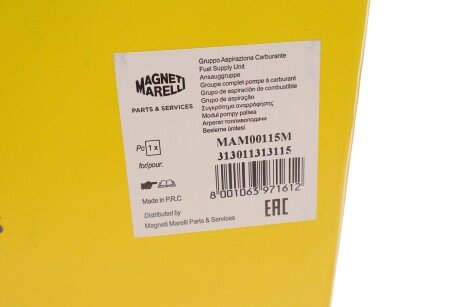 MAGNETI
MARELLI
PARTS & SERVICES
Gruppo Aspirazione Carburante
Fuel Supply Unit
Ansauggruppe
Groupe complet pompe à carburant
Grupo de aspiración de combustible
Grupo de aspiração
Συγκρότημα αναρρόφησης
Moduł pompy paliwa
Агрегат топливоподачи
Besleme ünitesi
MAM00115M
313011313115
Pc 1 x
for/pour.
8 001063 971612
Made in P.R.C
Distributed by
Magneti Marelli Parts & Services
EAC